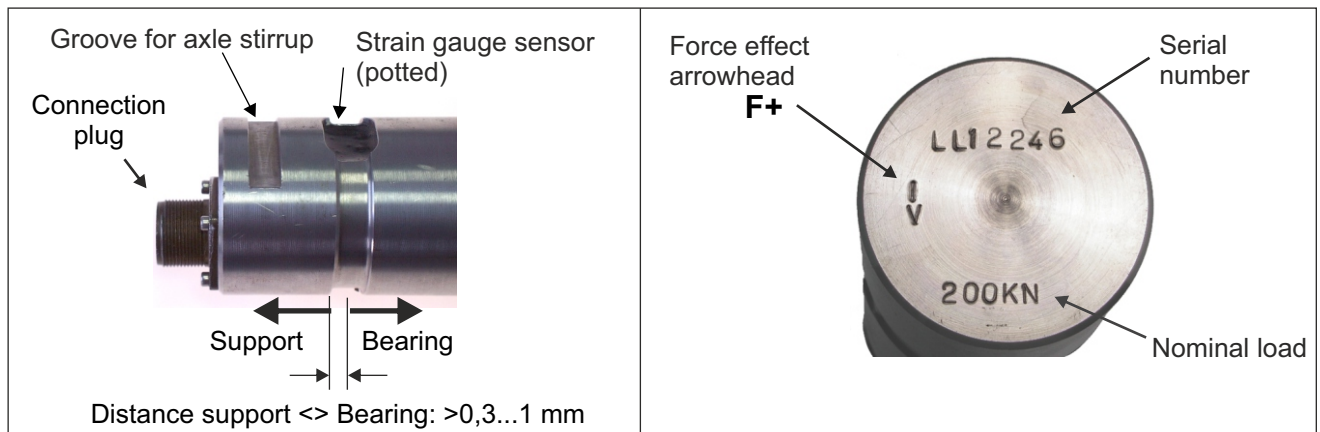 Groove for axle stirrup
Strain gauge sensor
(potted)
Connection
plug
Support
Bearing
Distance support <> Bearing: >0,3...1 mm
Force effect
arrowhead
F+
Serial
number
LL12246
I
V
200KN
Nominal load